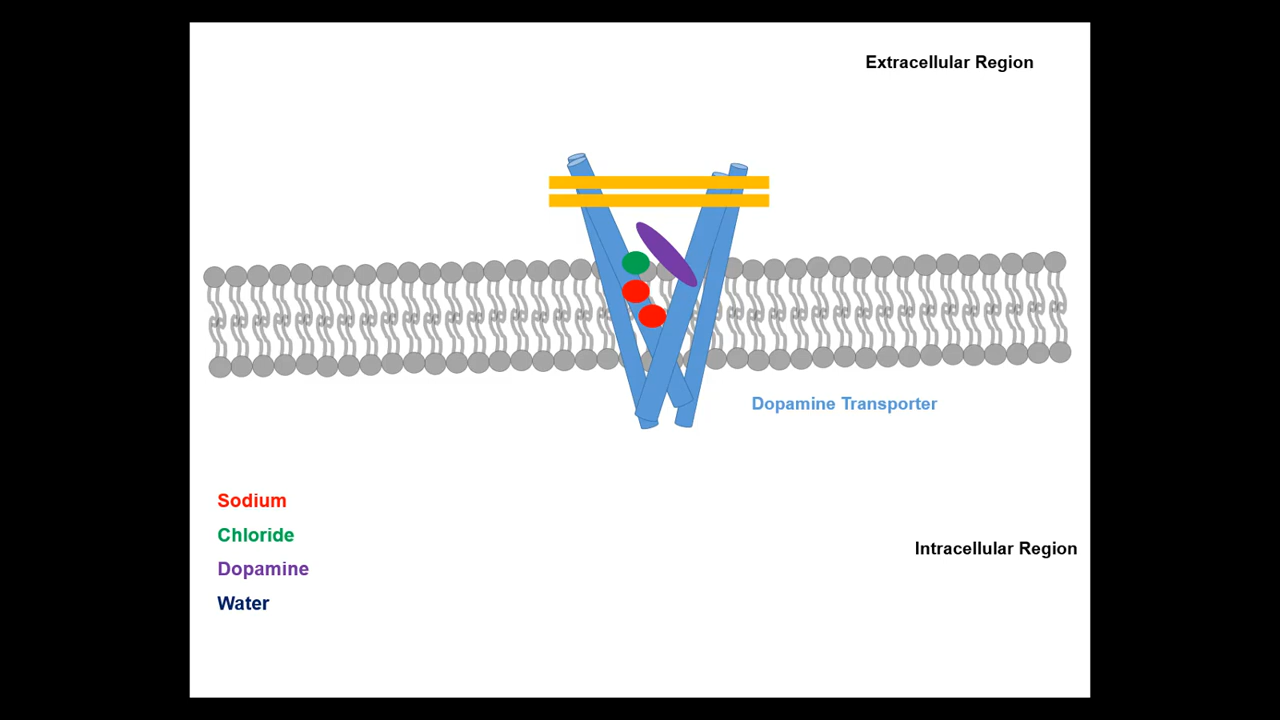 Extracellular Region
Dopamine Transporter
Sodium
Chloride
Intracellular Region
Dopamine
Water